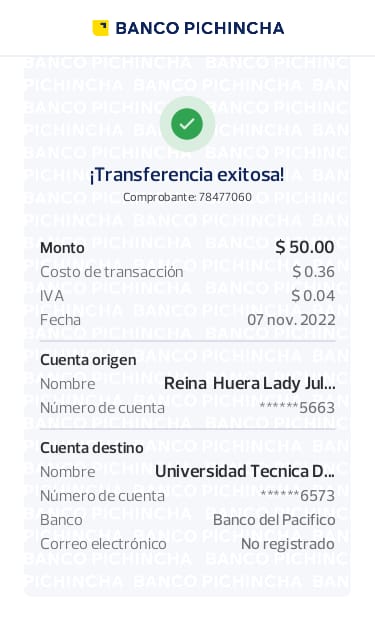 BANCO PICHINCHA
¡Transferencia exitosa!
Comprobante: 78477060
Monto $ 50.00
Costo de transacción $ 0.36
IVA $ 0.04
Fecha 07 nov. 2022
Cuenta origen
Nombre Reina Huera Lady Jul...
Número de cuenta ******5663
Cuenta destino
Nombre Universidad Tecnica D...
Número de cuenta ******6573
Banco Banco del Pacifico
Correo electrónico No registrado